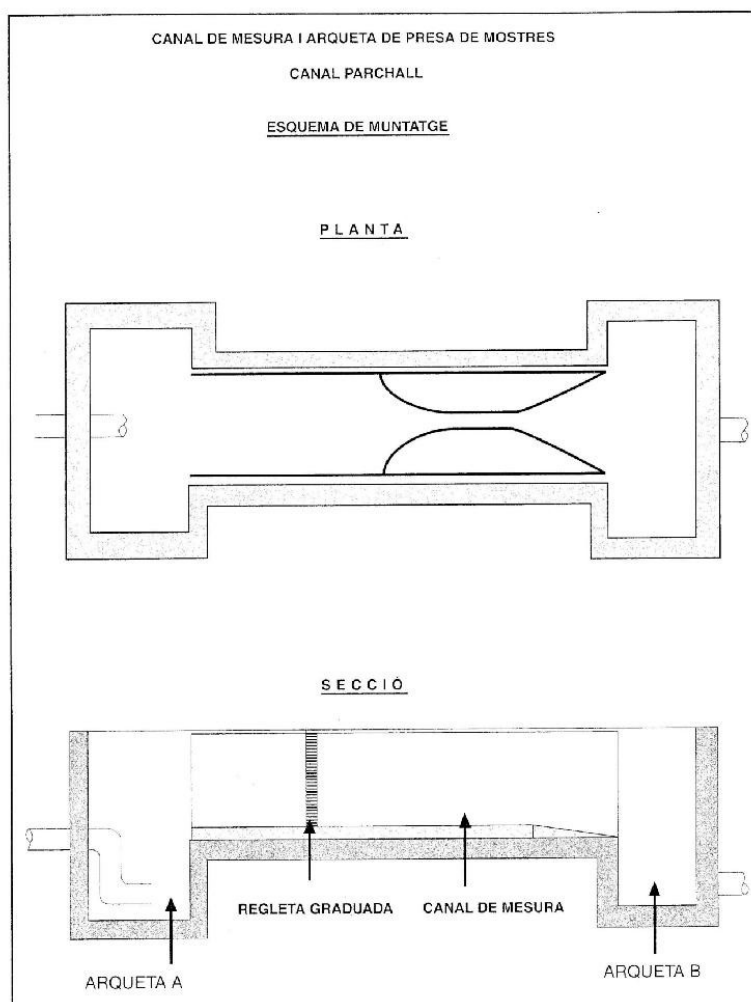 CANAL DE MESURA I ARQUETA DE PRESA DE MOSTRES
CANAL PARCHALL
ESQUEMA DE MUNTATGE
PLANTA
SECCIÓ
REGLETA GRADUADA
CANAL DE MESURA
ARQUETA A
ARQUETA B